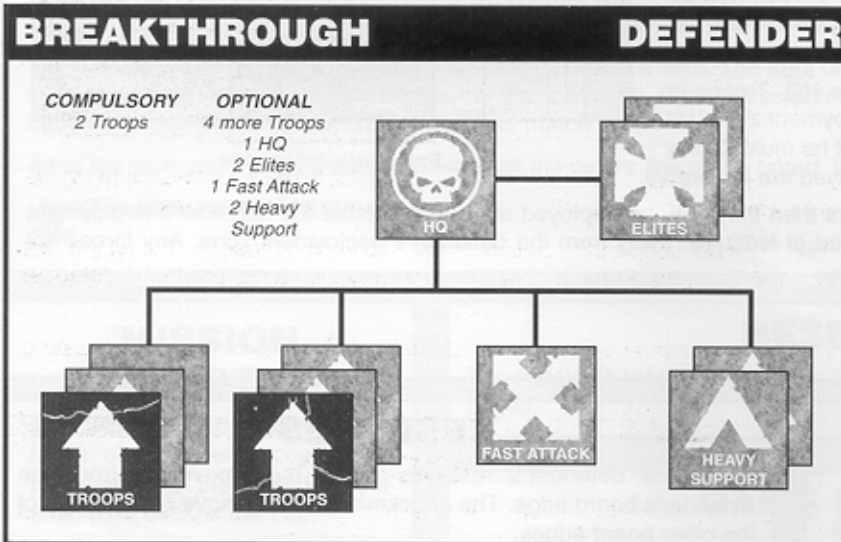 BREAKTHROUGH DEFENDER
COMPULSORY
2 Troops
OPTIONAL
4 more Troops
1 HQ
2 Elites
1 Fast Attack
2 Heavy
Support
HQ
ELITES
TROOPS
TROOPS
FAST ATTACK
HEAVY
SUPPORT